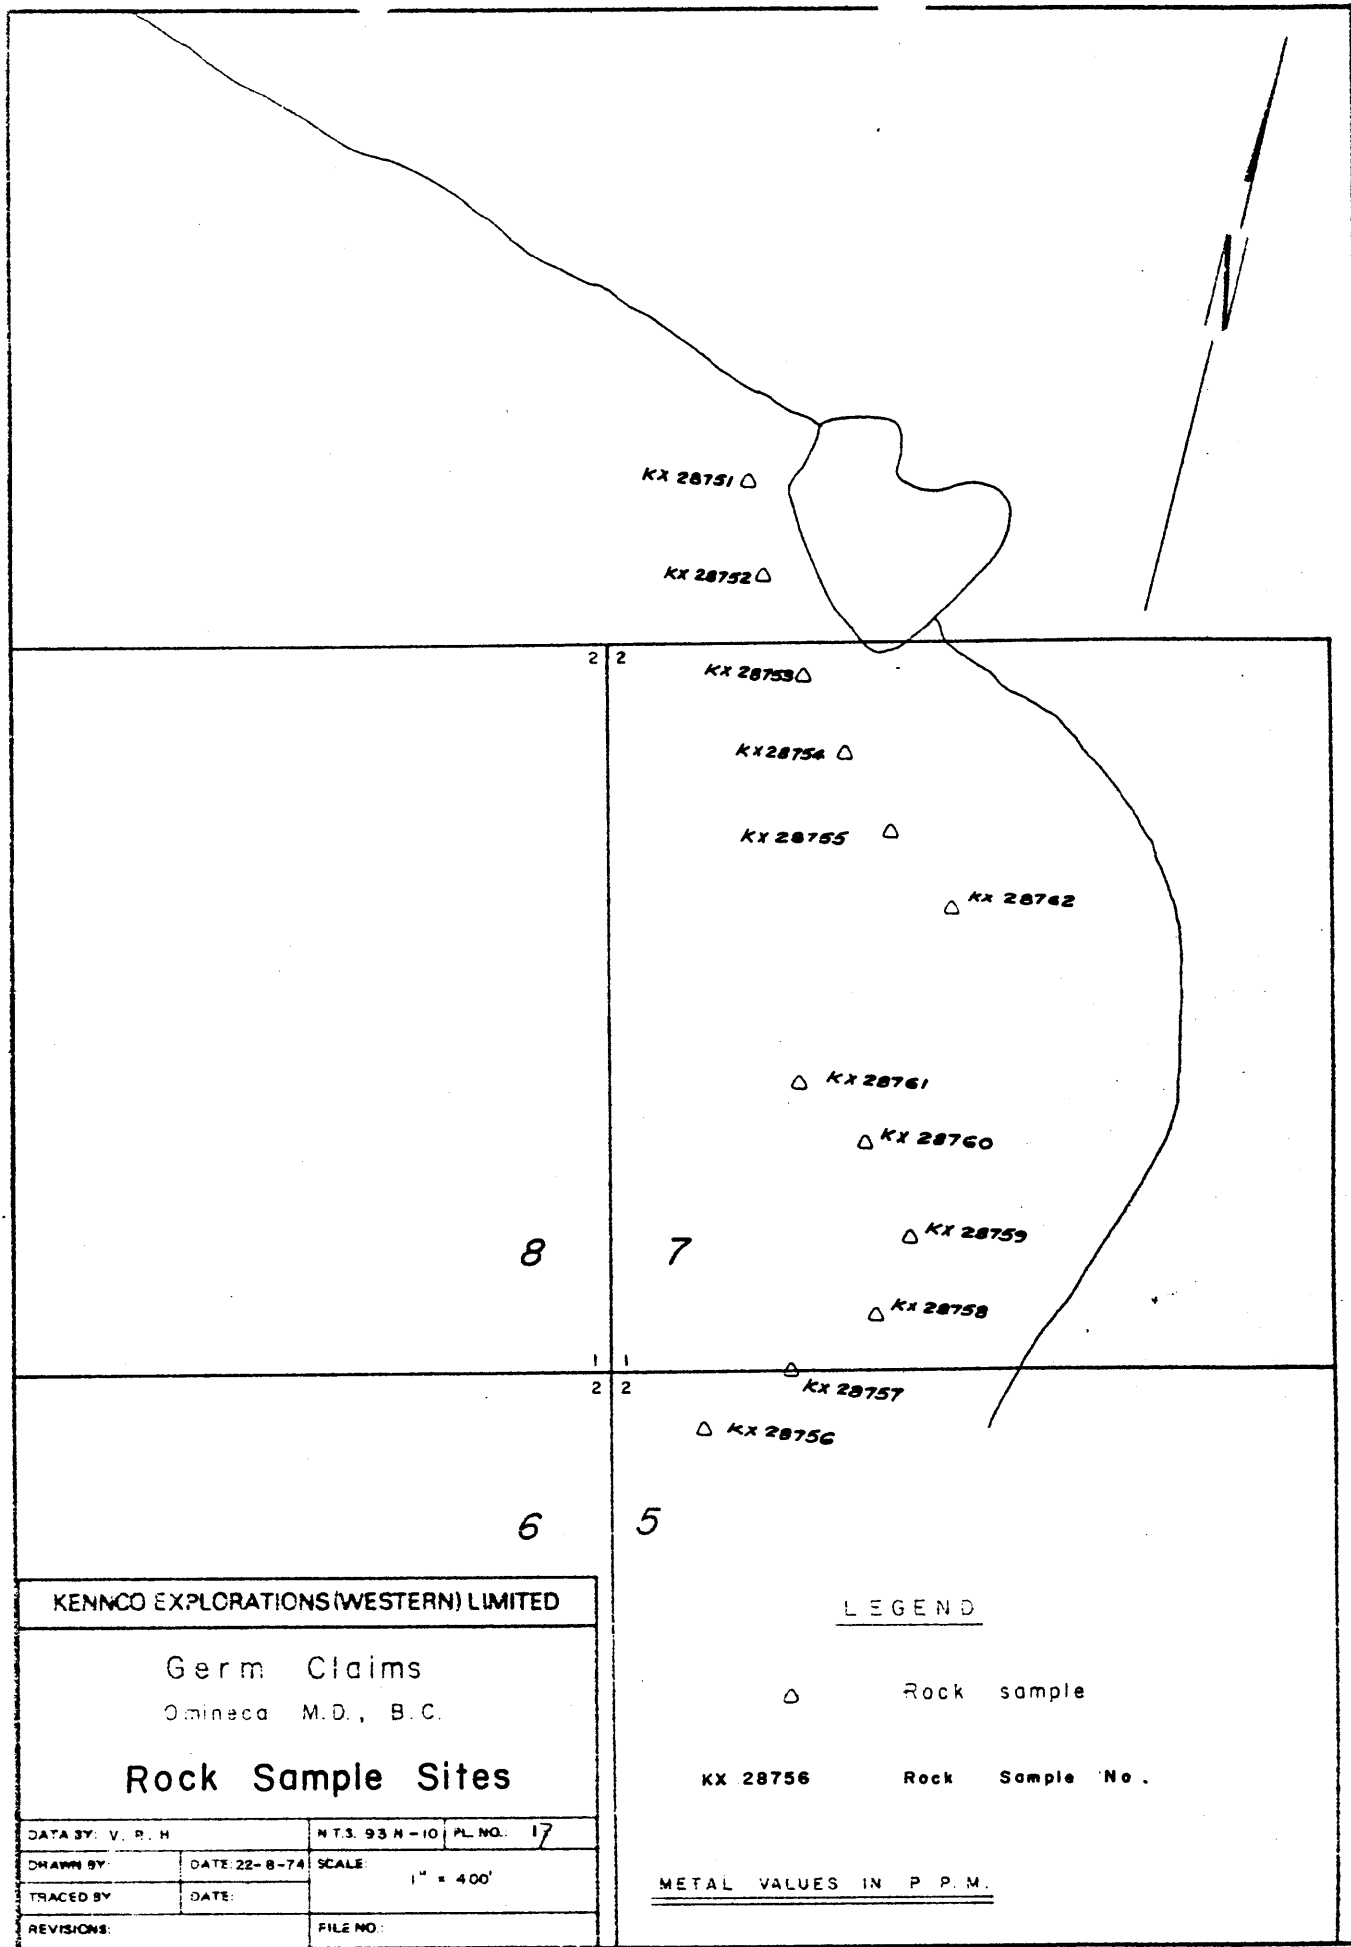 N
KX 28751
KX 28752
2 2
KX 28753
KX 28754
KX 28755
KX 28762
KX 28761
KX 28760
KX 28759
8 7
KX 28758
1 1
2 2
KX 28757
KX 28756
6 5
KENNCO EXPLORATIONS (WESTERN) LIMITED
Germ Claims
Omineca M.D., B.C.
Rock Sample Sites
DATA BY: V. R. H N.T.S. 93 N-10 PL. NO.: 17
DRAWN BY: DATE: 22-8-74 SCALE: 1" = 400'
TRACED BY DATE:
REVISIONS: FILE NO.:
LEGEND
Rock sample
KX 28756 Rock Sample No.
METAL VALUES IN P P. M.